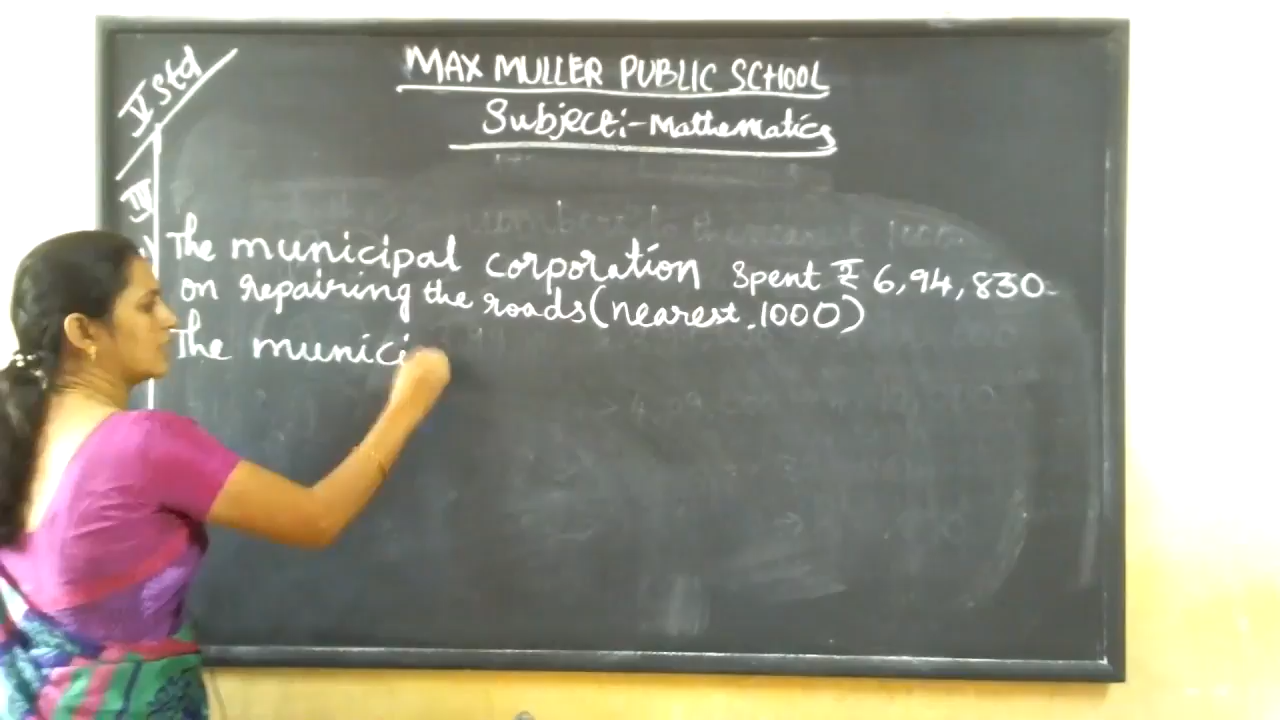 V Std
MAX MULLER PUBLIC SCHOOL
Subject:- Mathematics
III
The municipal corporation spent ₹ 6,94,830
on repairing the roads (nearest 1000)
The munici